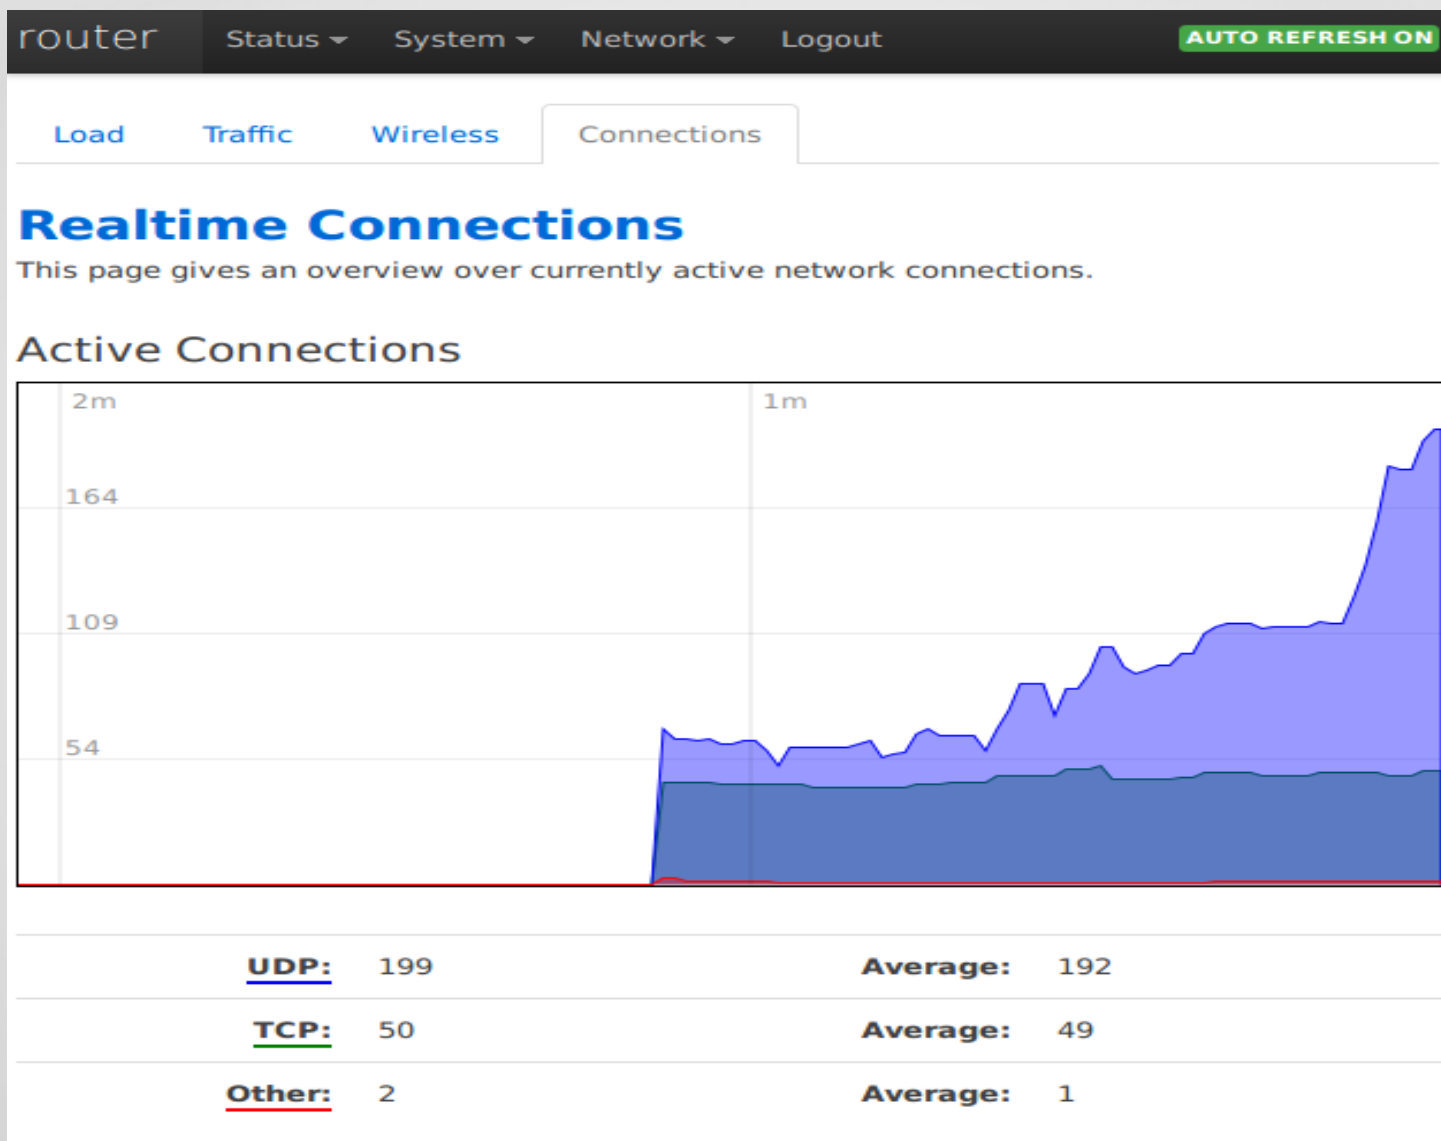 router Status System Network Logout AUTO REFRESH ON
Load Traffic Wireless Connections
Realtime Connections
This page gives an overview over currently active network connections.
Active Connections
2m 1m
164
109
54
UDP: 199 Average: 192
TCP: 50 Average: 49
Other: 2 Average: 1